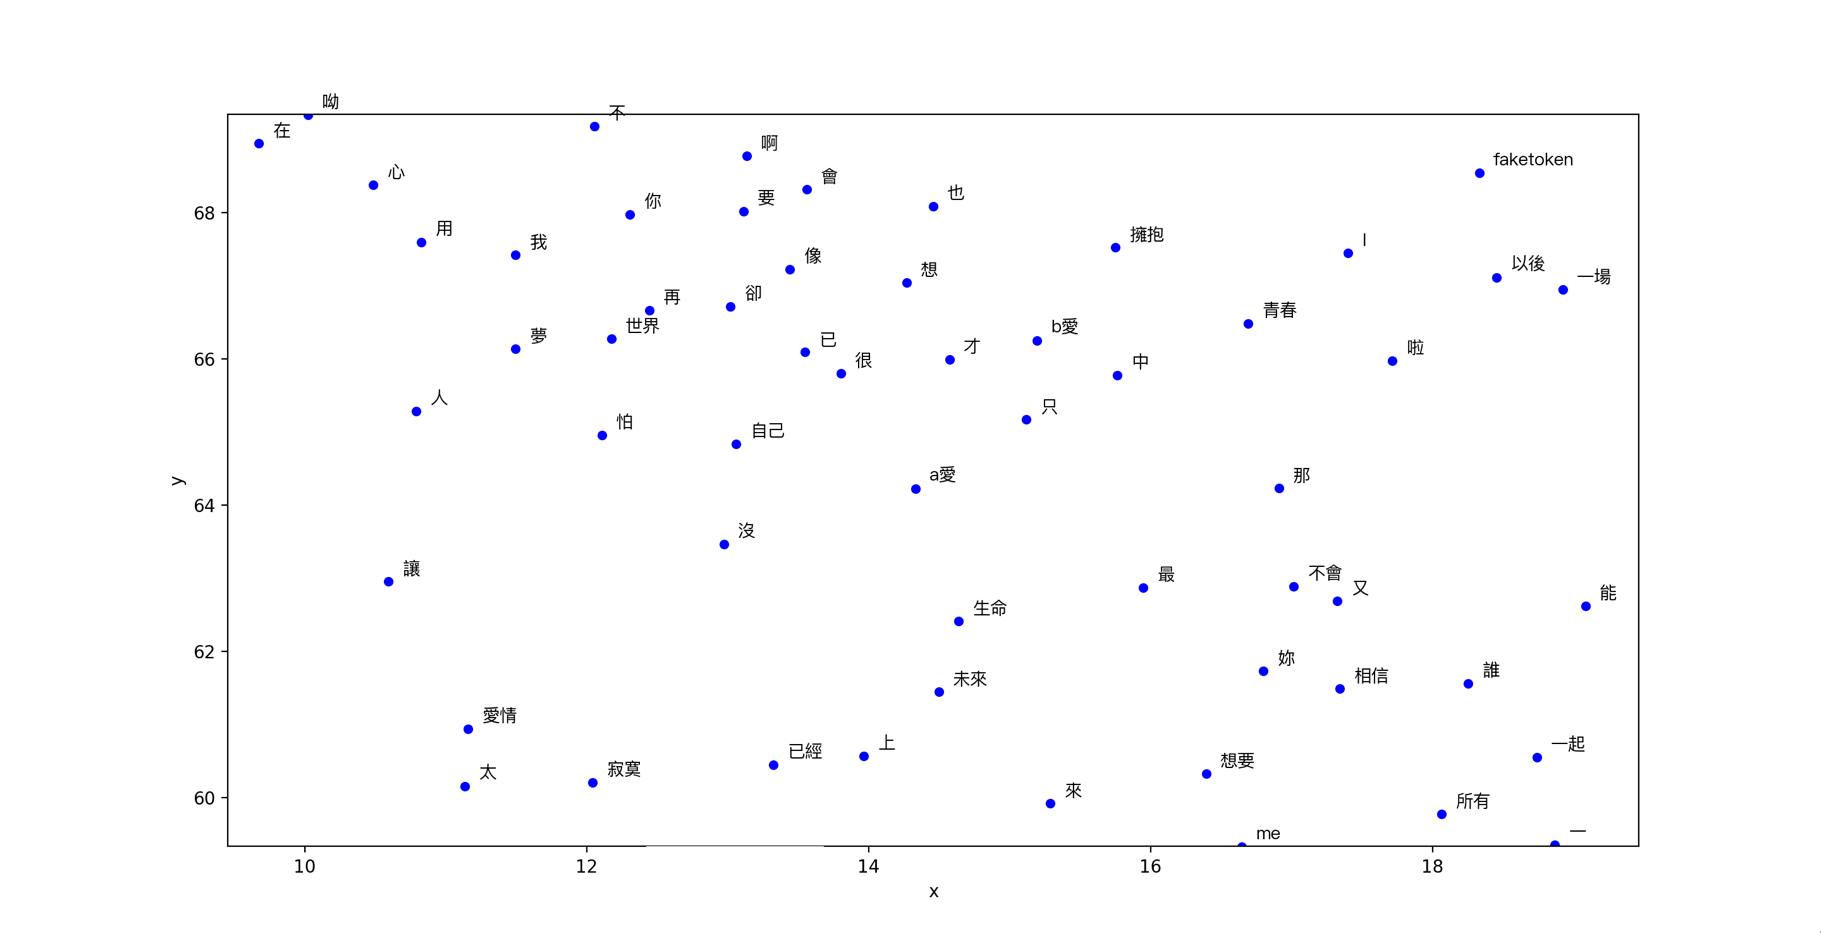 呦
不
在
啊
faketoken
心
會
也
你
要
68
用
我
擁抱
I
像
想
以後
一場
再
卻
世界
青春
夢
已
b愛
很
才
中
啦
66
人
只
怕
自己
a愛
那
y
64
沒
讓
最
不會
又
能
生命
62
妳
相信
誰
未來
愛情
已經
上
一起
太
寂寞
想要
來
所有
60
me
一
10
12
14
16
18
x